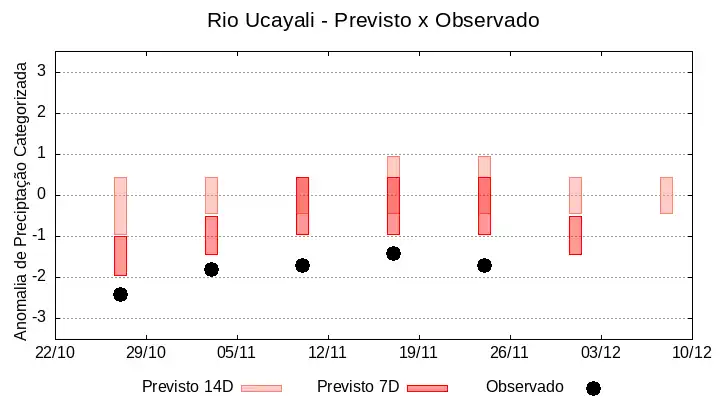 Rio Ucayali - Previsto x Observado
Anomalia de Preciptação Categorizada
3
2
1
0
-1
-2
-3
22/10 29/10 05/11 12/11 19/11 26/11 03/12 10/12
Previsto 14D Previsto 7D Observado